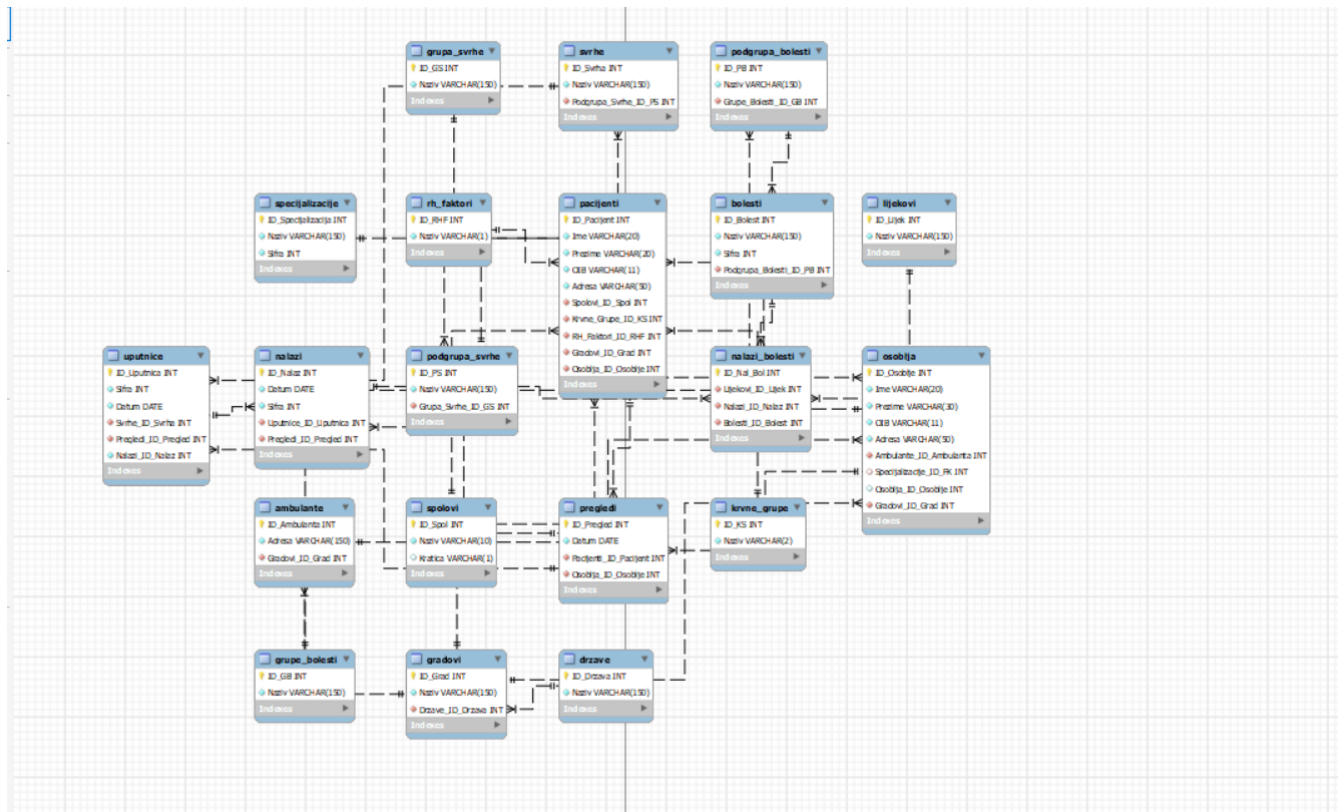 grupa_svrhe
ID_GS INT
Naziv VARCHAR(150)
Indexes
svrhe
ID_Svrha INT
Naziv VARCHAR(150)
Podgrupa_Svrhe_ID_PS INT
Indexes
podgrupa_bolesti
ID_PB INT
Naziv VARCHAR(150)
Grupe_Bolesti_ID_GB INT
Indexes
specijalizacije
ID_Specijalizacija INT
Naziv VARCHAR(150)
Sifra INT
Indexes
rh_faktori
ID_RHF INT
Naziv VARCHAR(1)
Indexes
pacijenti
ID_Pacijent INT
Ime VARCHAR(20)
Prezime VARCHAR(20)
OIB VARCHAR(11)
Adresa VARCHAR(50)
Spolovi_ID_Spol INT
Krvne_Grupe_ID_KS INT
RH_Faktori_ID_RHF INT
Gradovi_ID_Grad INT
Osoblja_ID_Osoblje INT
Indexes
bolesti
ID_Bolest INT
Naziv VARCHAR(150)
Sifra INT
Podgrupa_Bolesti_ID_PB INT
Indexes
lijekovi
ID_Lijek INT
Naziv VARCHAR(150)
Indexes
uputnice
ID_Uputnica INT
Sifra INT
Datum DATE
Svrhe_ID_Svrha INT
Pregledi_ID_Pregled INT
Nalazi_ID_Nalaz INT
Indexes
nalazi
ID_Nalaz INT
Datum DATE
Sifra INT
Uputnice_ID_Uputnica INT
Pregledi_ID_Pregled INT
Indexes
podgrupa_svrhe
ID_PS INT
Naziv VARCHAR(150)
Grupa_Svrhe_ID_GS INT
Indexes
nalazi_bolesti
ID_Nal_Bol INT
Lijekovi_ID_Lijek INT
Nalazi_ID_Nalaz INT
Bolesti_ID_Bolest INT
Indexes
osoblja
ID_Osoblje INT
Ime VARCHAR(20)
Prezime VARCHAR(30)
OIB VARCHAR(11)
Adresa VARCHAR(50)
Ambulante_ID_Ambulanta INT
Specijalizacije_ID_FK INT
Osoblja_ID_Osoblje INT
Gradovi_ID_Grad INT
Indexes
ambulante
ID_Ambulanta INT
Adresa VARCHAR(150)
Gradovi_ID_Grad INT
Indexes
spolovi
ID_Spol INT
Naziv VARCHAR(10)
Kratica VARCHAR(1)
Indexes
pregledi
ID_Pregled INT
Datum DATE
Pacijenti_ID_Pacijent INT
Osoblja_ID_Osoblje INT
Indexes
krvne_grupe
ID_KS INT
Naziv VARCHAR(2)
Indexes
grupe_bolesti
ID_GB INT
Naziv VARCHAR(150)
Indexes
gradovi
ID_Grad INT
Naziv VARCHAR(150)
Drzave_ID_Drzava INT
Indexes
drzave
ID_Drzava INT
Naziv VARCHAR(150)
Indexes